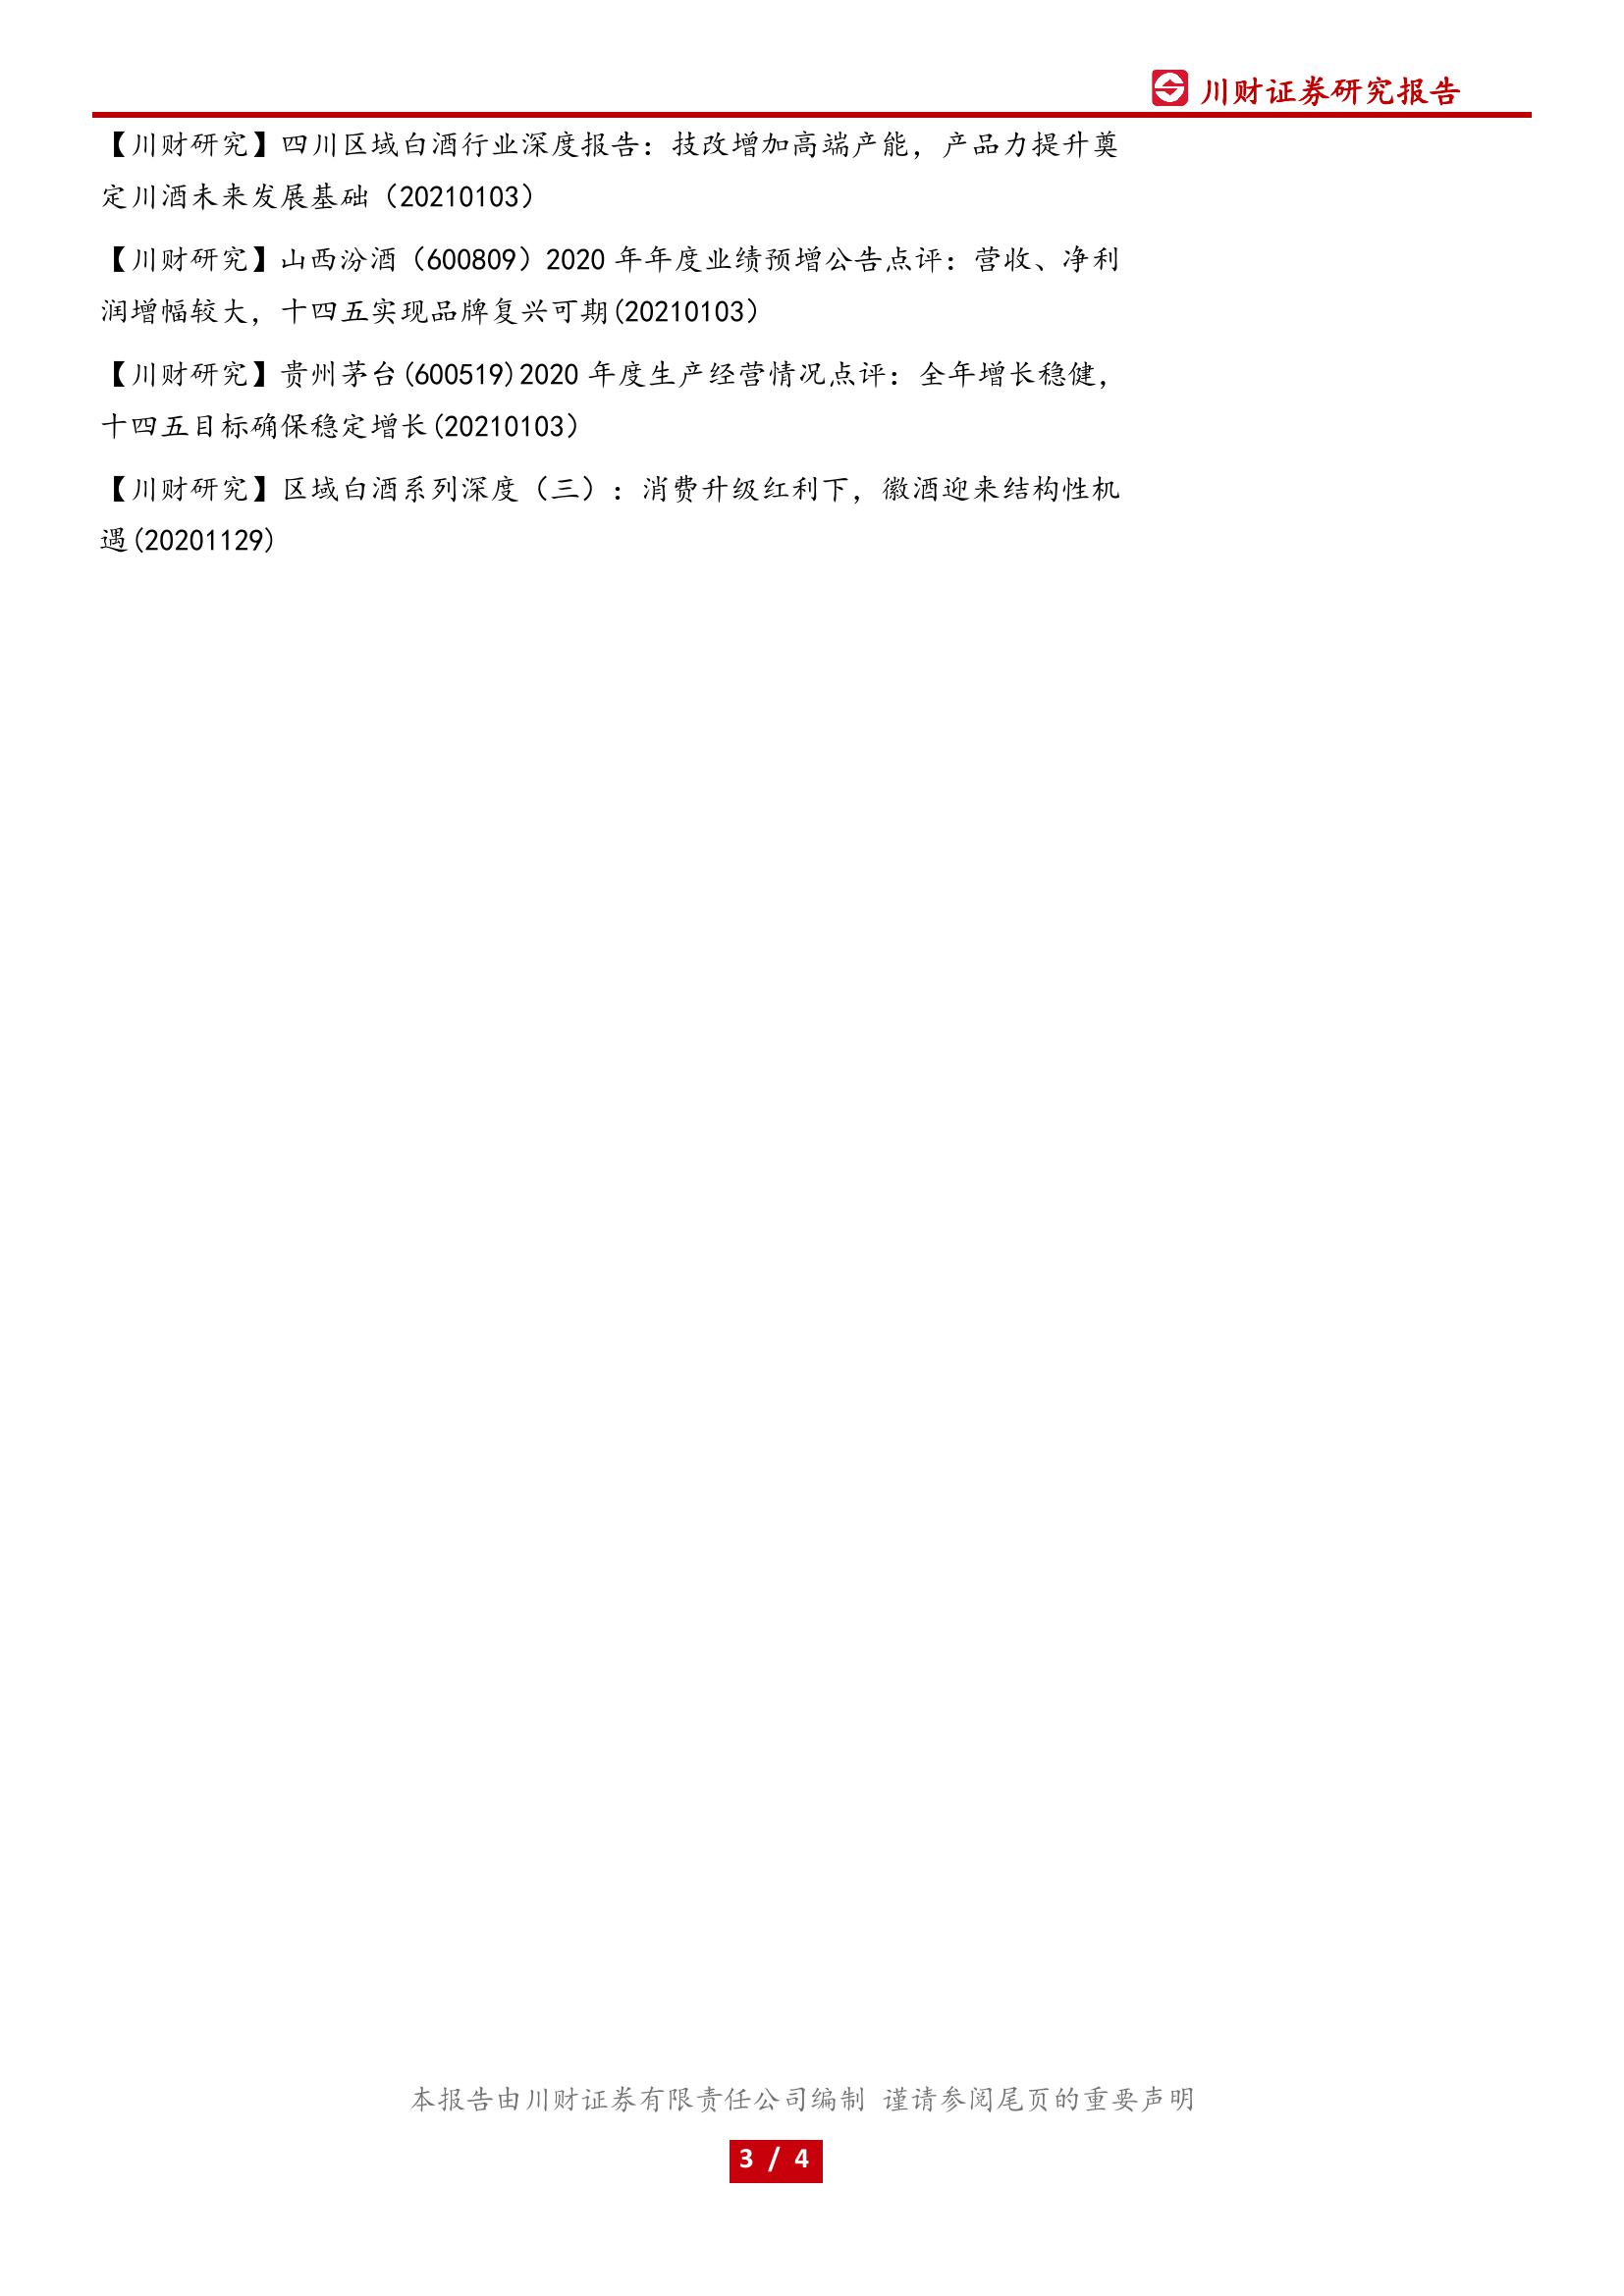 川财证券研究报告
【川财研究】四川区域白酒行业深度报告：技改增加高端产能，产品力提升奠
定川酒未来发展基础（20210103）
【川财研究】山西汾酒（600809）2020 年年度业绩预增公告点评：营收、净利
润增幅较大，十四五实现品牌复兴可期(20210103）
【川财研究】贵州茅台(600519)2020 年度生产经营情况点评：全年增长稳健，
十四五目标确保稳定增长(20210103）
【川财研究】区域白酒系列深度（三）：消费升级红利下，徽酒迎来结构性机
遇(20201129)
本报告由川财证券有限责任公司编制 谨请参阅尾页的重要声明
3 / 4